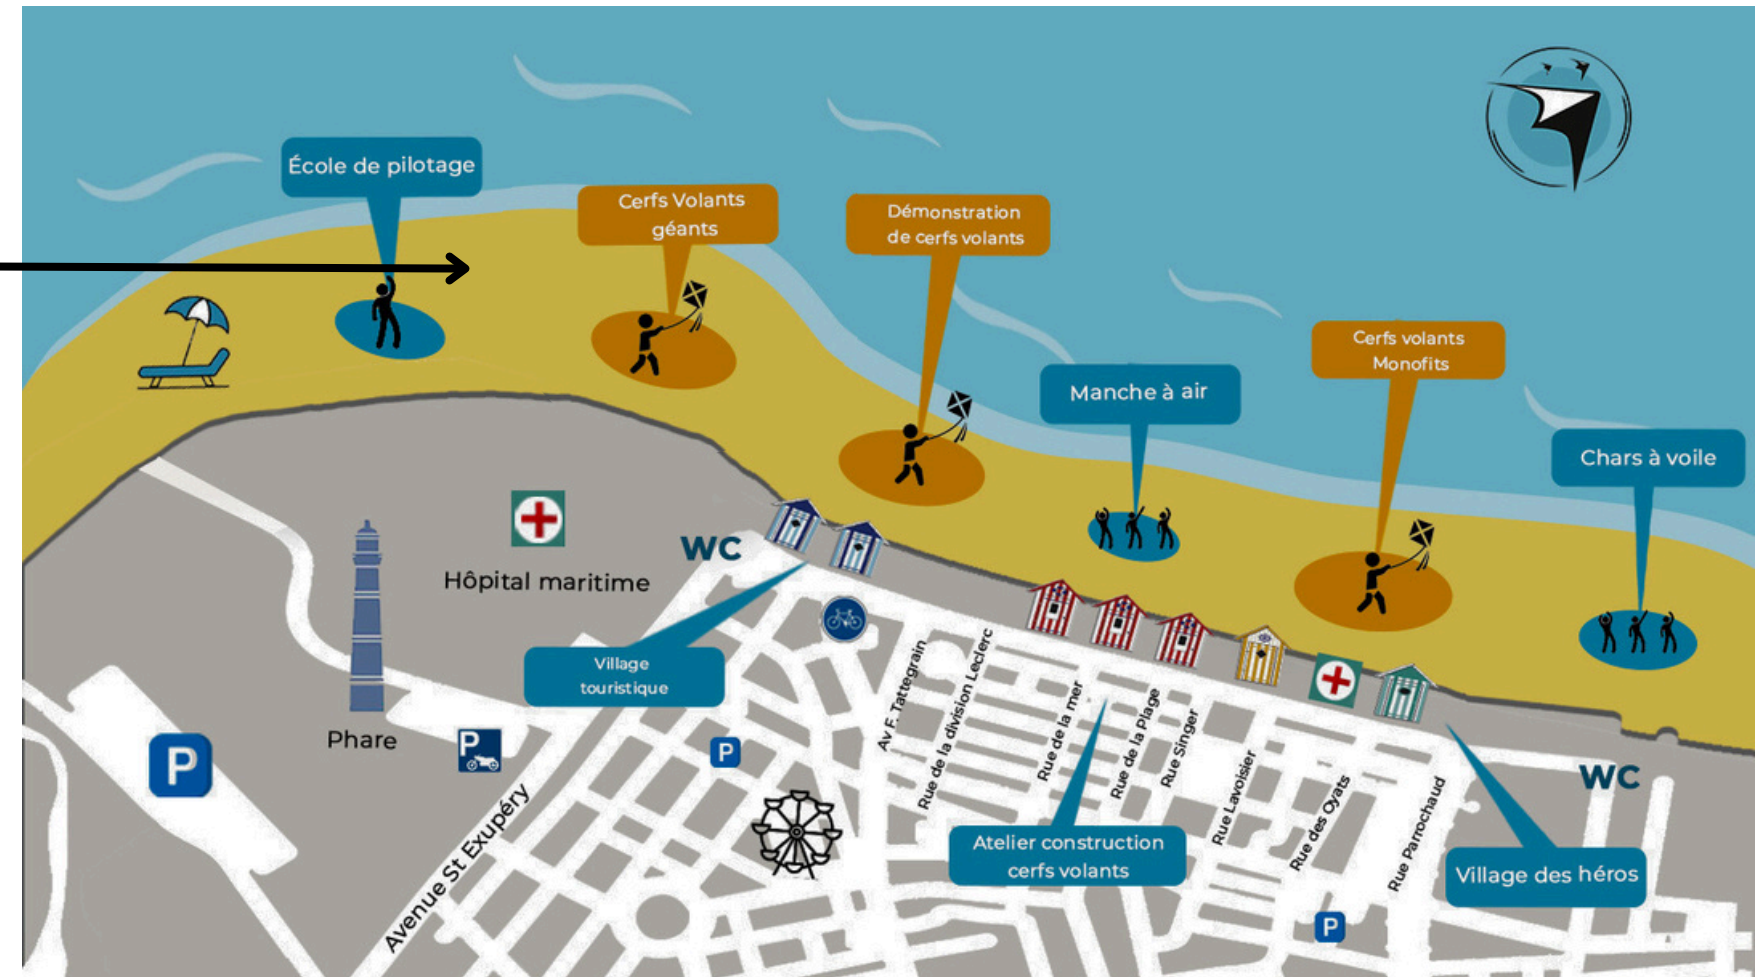 École de pilotage
Cerfs Volants
géants
Démonstration
de cerfs volants
Cerfs volants
Monofits
Manche à air
Chars à voile
WC
Hôpital maritime
Village
touristique
Phare
P
P
P
Avenue St Exupéry
Av F. Tattegrain
Rue de la division Leclerc
Rue de la mer
Rue de la Plage
Rue Singer
Rue Lavoisier
Rue des Oyats
Rue Parrochaud
WC
Atelier construction
cerfs volants
Village des héros
P